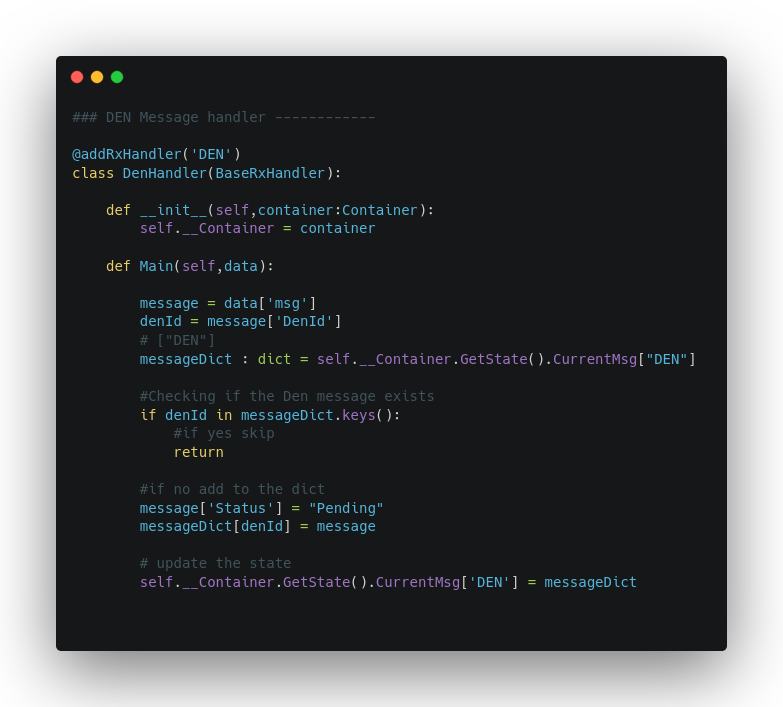 ### DEN Message handler ------------
@addRxHandler('DEN')
class DenHandler(BaseRxHandler):
def __init__(self,container:Container):
self.__Container = container
def Main(self,data):
message = data['msg']
denId = message['DenId']
# ["DEN"]
messageDict : dict = self.__Container.GetState().CurrentMsg["DEN"]
#Checking if the Den message exists
if denId in messageDict.keys():
#if yes skip
return
#if no add to the dict
message['Status'] = "Pending"
messageDict[denId] = message
# update the state
self.__Container.GetState().CurrentMsg['DEN'] = messageDict